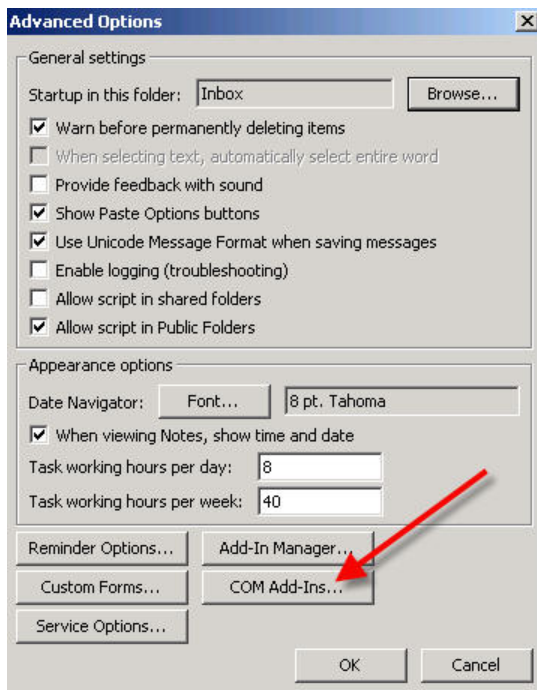 Advanced Options
General settings
Startup in this folder: Inbox Browse...
Warn before permanently deleting items
When selecting text, automatically select entire word
Provide feedback with sound
Show Paste Options buttons
Use Unicode Message Format when saving messages
Enable logging (troubleshooting)
Allow script in shared folders
Allow script in Public Folders
Appearance options
Date Navigator: Font... 8 pt. Tahoma
When viewing Notes, show time and date
Task working hours per day: 8
Task working hours per week: 40
Reminder Options... Add-In Manager...
Custom Forms... COM Add-Ins...
Service Options...
OK Cancel